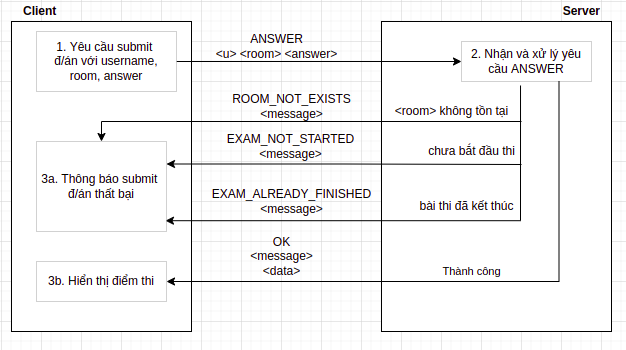 Client
Server
1. Yêu cầu submit
đ/án với username,
room, answer
ANSWER
<u> <room> <answer>
2. Nhận và xử lý yêu
cầu ANSWER
ROOM_NOT_EXISTS
<message>
<room> không tồn tại
EXAM_NOT_STARTED
<message>
chưa bắt đầu thi
3a. Thông báo submit
đ/án thất bại
EXAM_ALREADY_FINISHED
<message>
bài thi đã kết thúc
OK
<message>
<data>
Thành công
3b. Hiển thị điểm thi